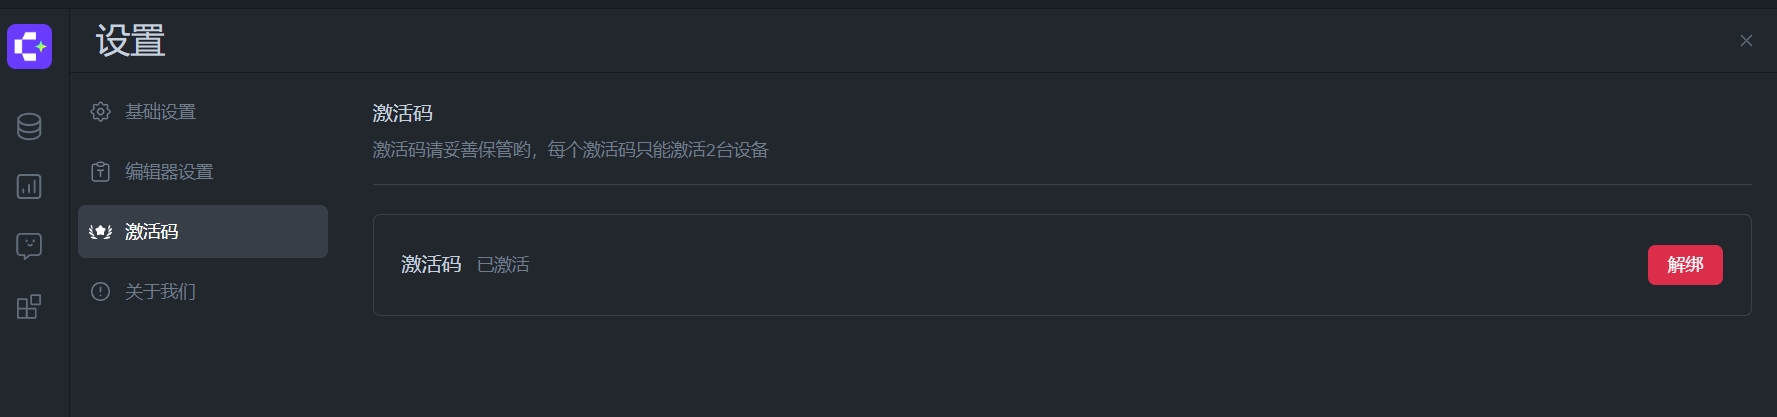 设置
基础设置
编辑器设置
激活码
关于我们
激活码
激活码请妥善保管哟，每个激活码只能激活2台设备
激活码 已激活
解绑